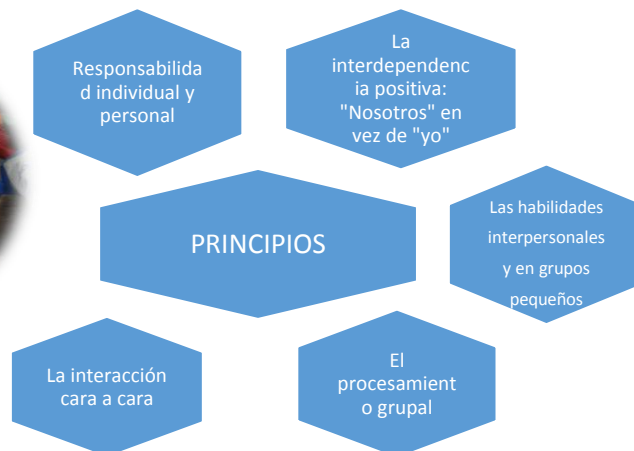 Responsabilida
d individual y
personal
La
interdependenc
ia positiva:
"Nosotros" en
vez de "yo"
PRINCIPIOS
Las habilidades
interpersonales
y en grupos
pequeños
La interacción
cara a cara
El
procesamient
o grupal